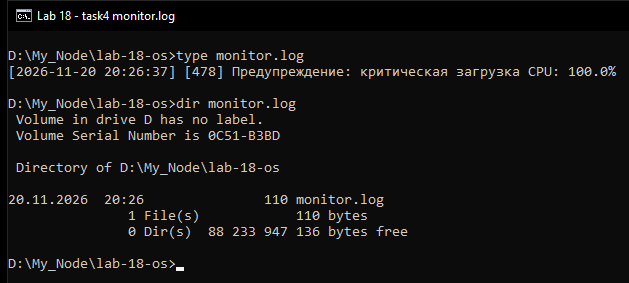 Lab 18 - task4 monitor.log
D:\My_Node\lab-18-os>type monitor.log
[2026-11-20 20:26:37] [478] Предупреждение: критическая загрузка CPU: 100.0%
D:\My_Node\lab-18-os>dir monitor.log
Volume in drive D has no label.
Volume Serial Number is 0C51-B3BD
Directory of D:\My_Node\lab-18-os
20.11.2026  20:26               110 monitor.log
1 File(s)            110 bytes
0 Dir(s)  88 233 947 136 bytes free
D:\My_Node\lab-18-os>